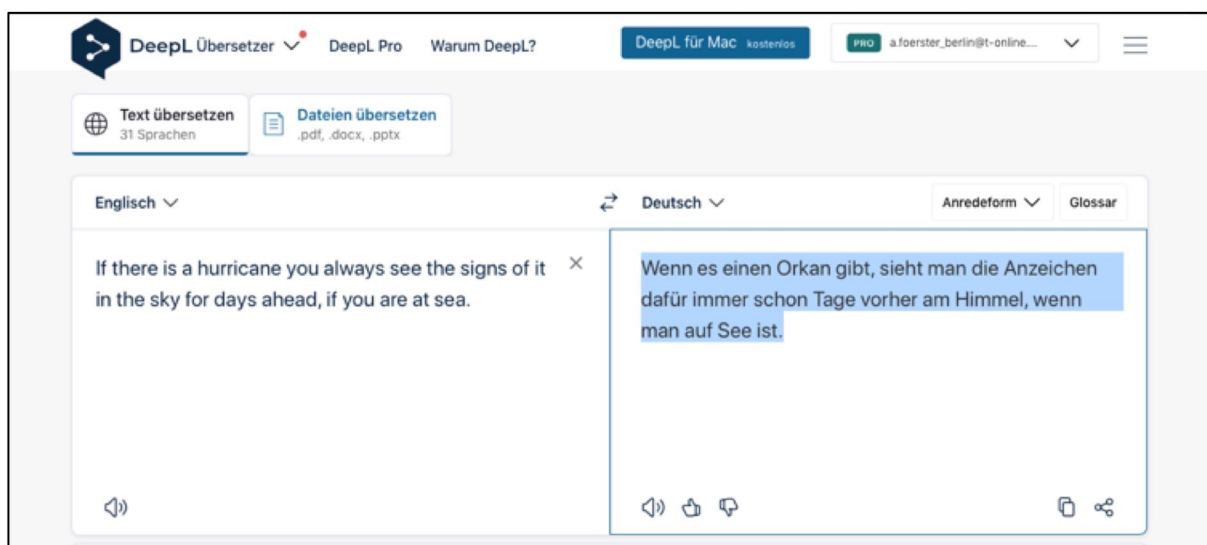 DeepL Übersetzer DeepL Pro Warum DeepL? DeepL für Mac kostenlos PRO a.foerster_berlin@t-online....
Text übersetzen
31 Sprachen
Dateien übersetzen
.pdf, .docx, .pptx
Englisch
If there is a hurricane you always see the signs of it
in the sky for days ahead, if you are at sea.
Deutsch Anredeform Glossar
Wenn es einen Orkan gibt, sieht man die Anzeichen
dafür immer schon Tage vorher am Himmel, wenn
man auf See ist.